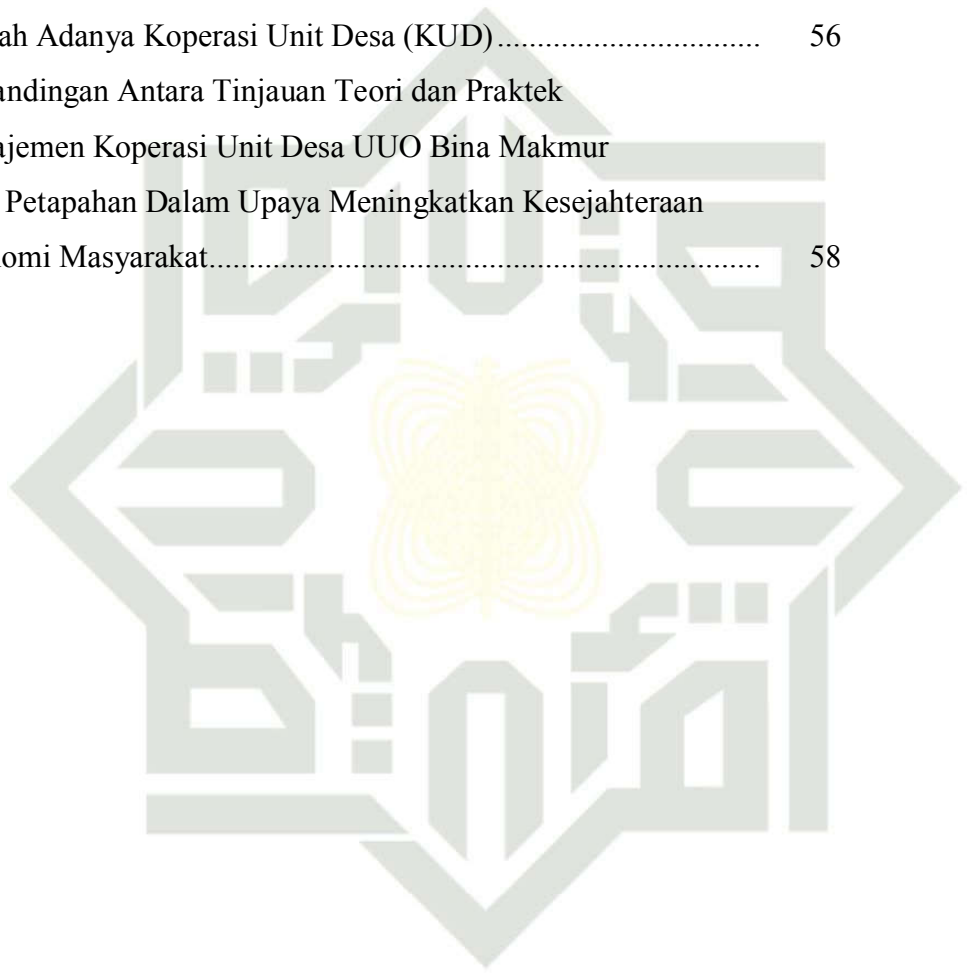 ah Adanya Koperasi Unit Desa (KUD) ................................. 56
andingan Antara Tinjauan Teori dan Praktek
ajemen Koperasi Unit Desa UUO Bina Makmur
Petapahan Dalam Upaya Meningkatkan Kesejahteraan
omi Masyarakat..................................................................... 58